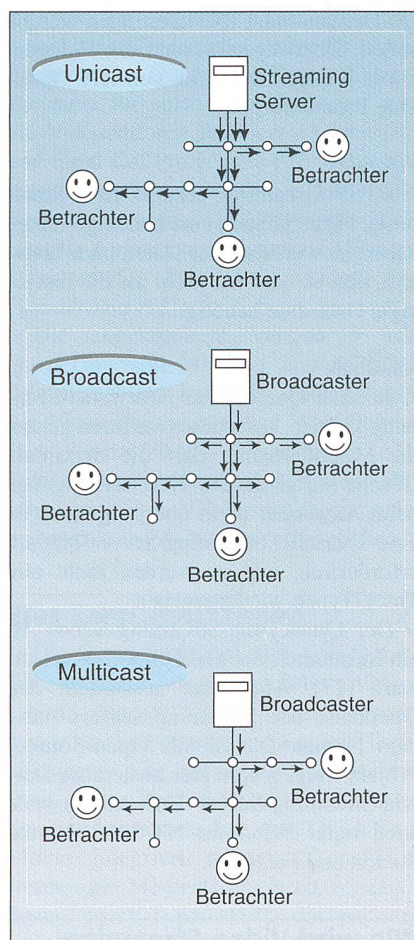 Unicast
Streaming
Server
Betrachter
Betrachter
Betrachter
Broadcast
Broadcaster
Betrachter
Betrachter
Betrachter
Multicast
Broadcaster
Betrachter
Betrachter
Betrachter